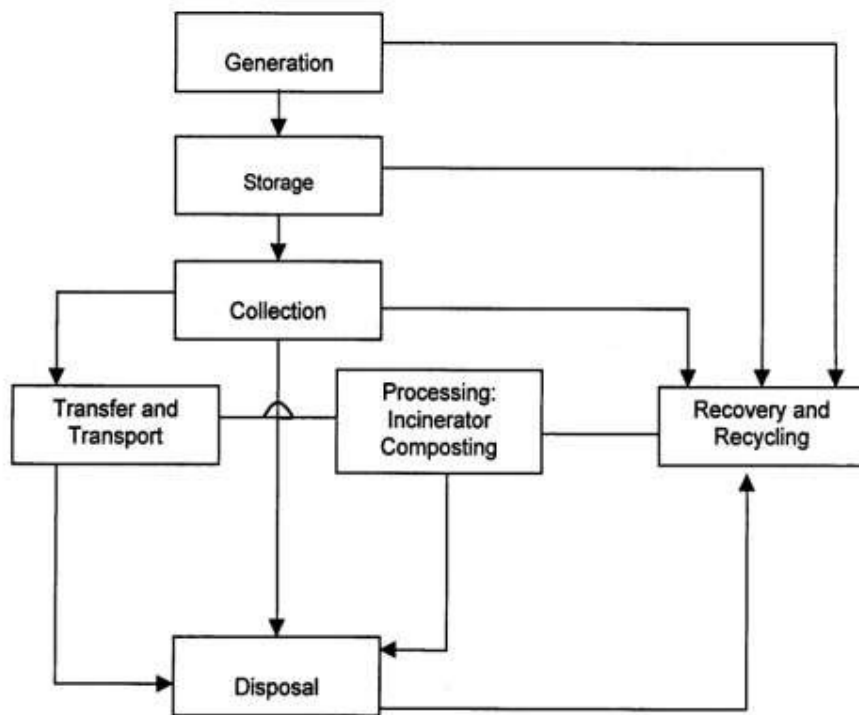 Generation
Storage
Collection
Transfer and
Transport
Processing:
Incinerator
Composting
Recovery and
Recycling
Disposal